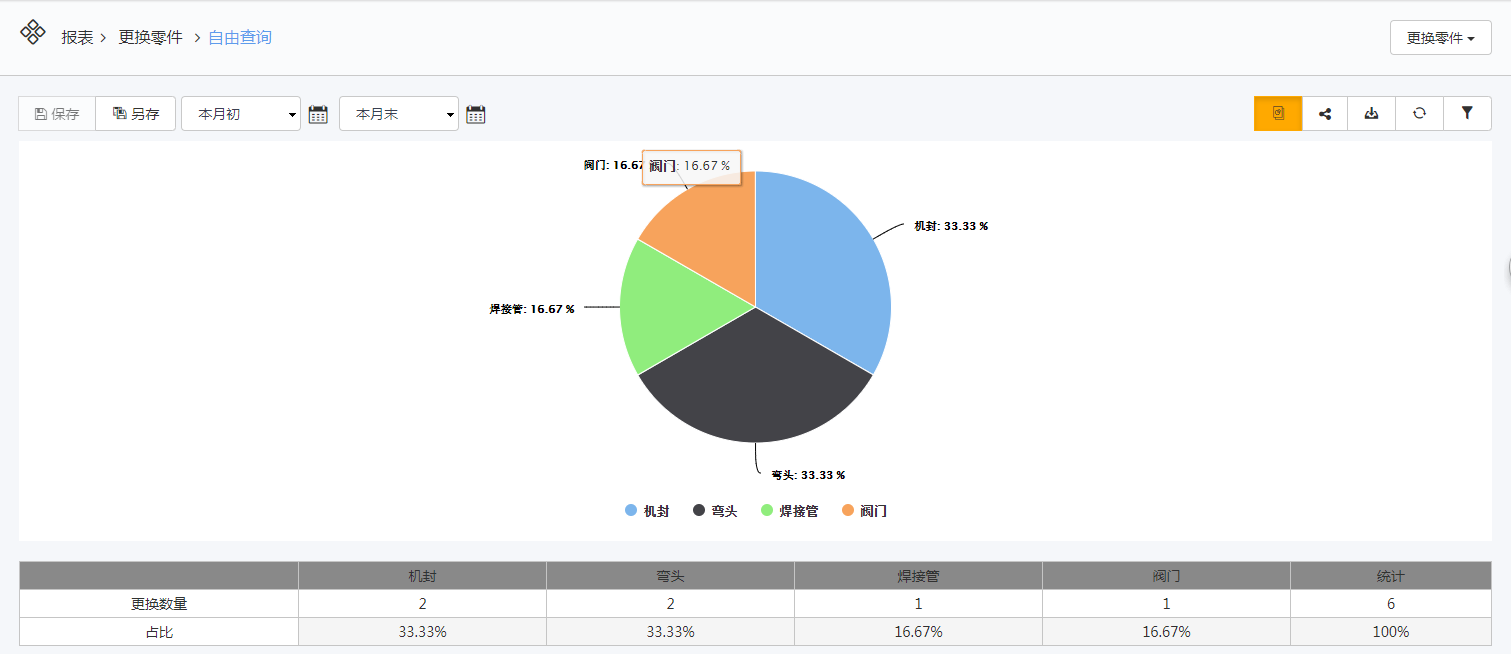 报表 > 更换零件 > 自由查询
更换零件
保存 另存 本月初 本月末
阀门: 16.67
阀门: 16.67 %
机封: 33.33 %
焊接管: 16.67 %
弯头: 33.33 %
机封 弯头 焊接管 阀门
机封 弯头 焊接管 阀门 统计
更换数量 2 2 1 1 6
占比 33.33% 33.33% 16.67% 16.67% 100%